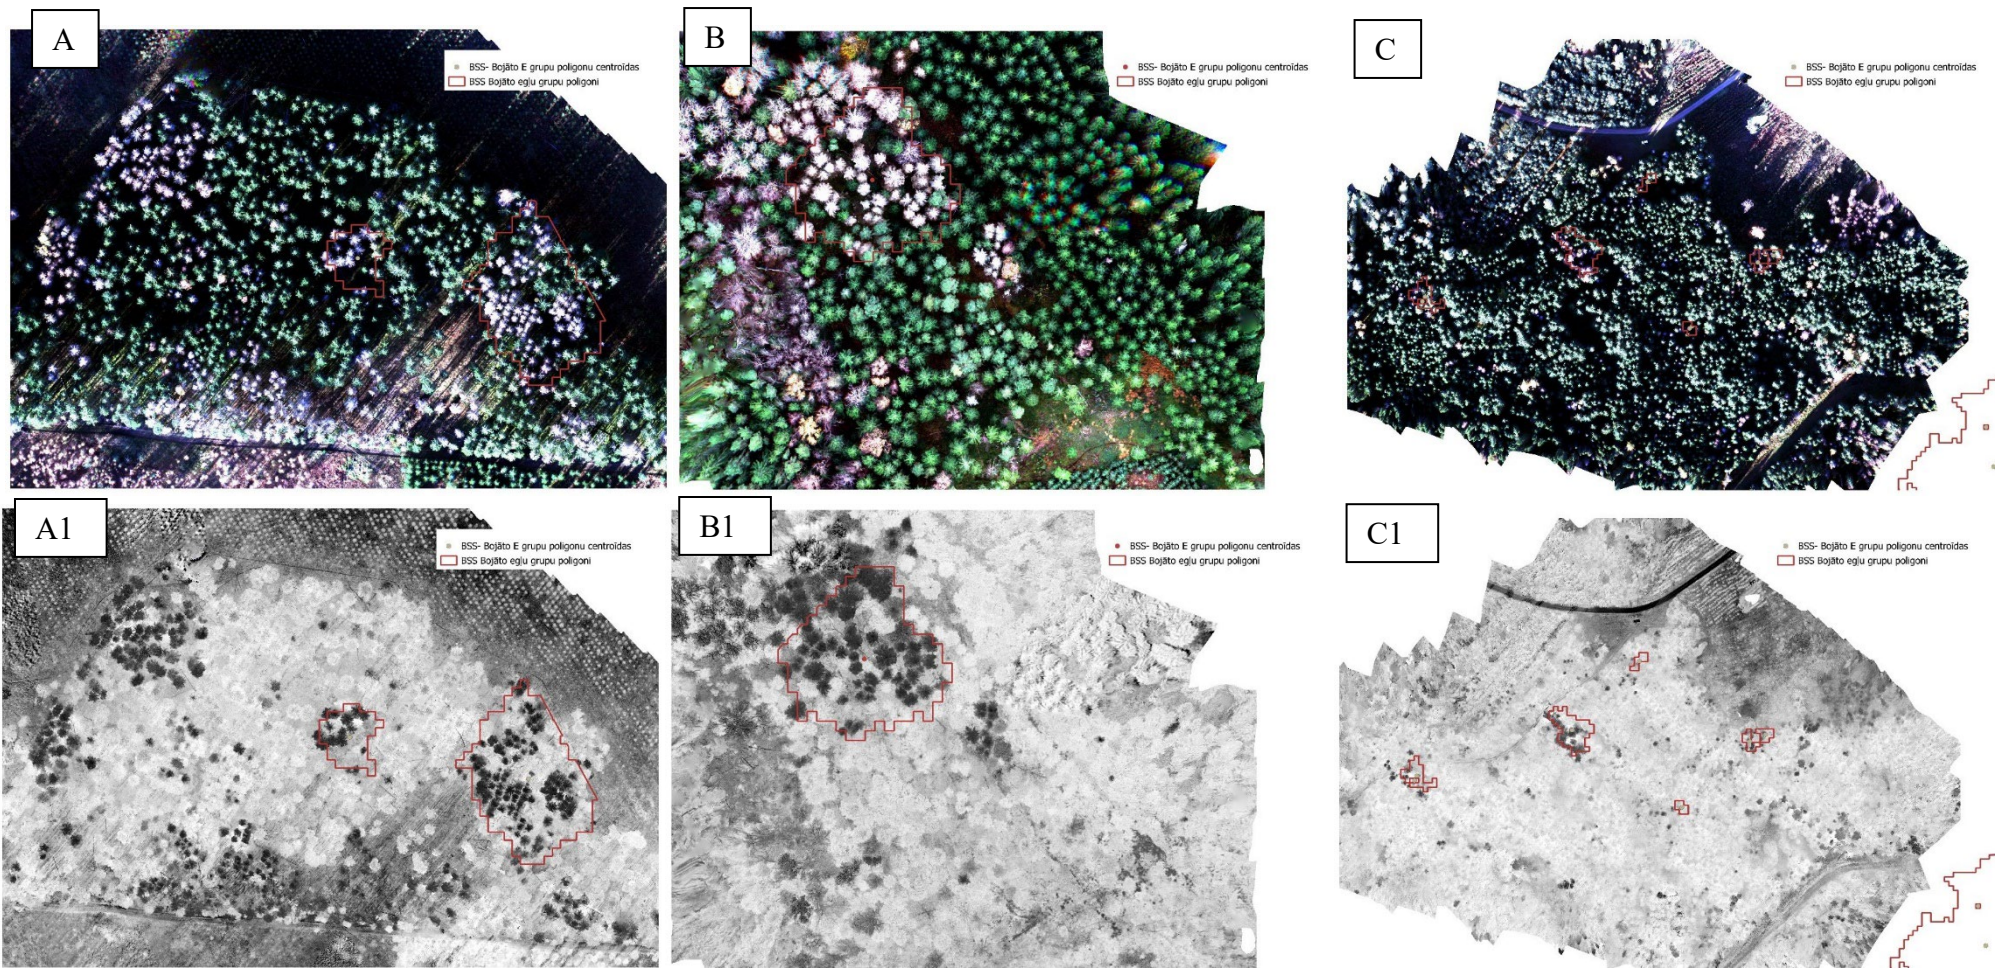 A
BSS- Bojāto E grupu poligonu centroīdas
BSS Bojāto egļu grupu poligoni
B
BSS- Bojāto E grupu poligonu centroīdas
BSS Bojāto egļu grupu poligoni
C
BSS- Bojāto E grupu poligonu centroīdas
BSS Bojāto egļu grupu poligoni
A1
BSS- Bojāto E grupu poligonu centroīdas
BSS Bojāto egļu grupu poligoni
B1
BSS- Bojāto E grupu poligonu centroīdas
BSS Bojāto egļu grupu poligoni
C1
BSS- Bojāto E grupu poligonu centroīdas
BSS Bojāto egļu grupu poligoni